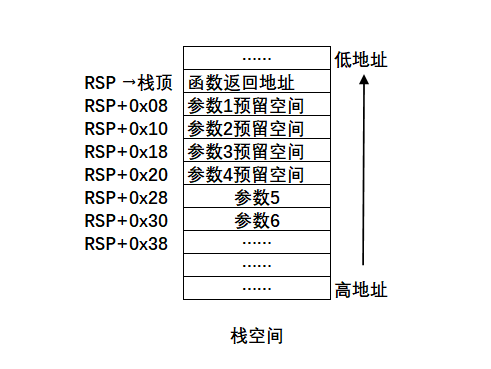 ……
低地址
RSP →栈顶 函数返回地址
RSP+0x08 参数1预留空间
RSP+0x10 参数2预留空间
RSP+0x18 参数3预留空间
RSP+0x20 参数4预留空间
RSP+0x28 参数5
RSP+0x30 参数6
RSP+0x38 ……
……
…… 高地址
栈空间